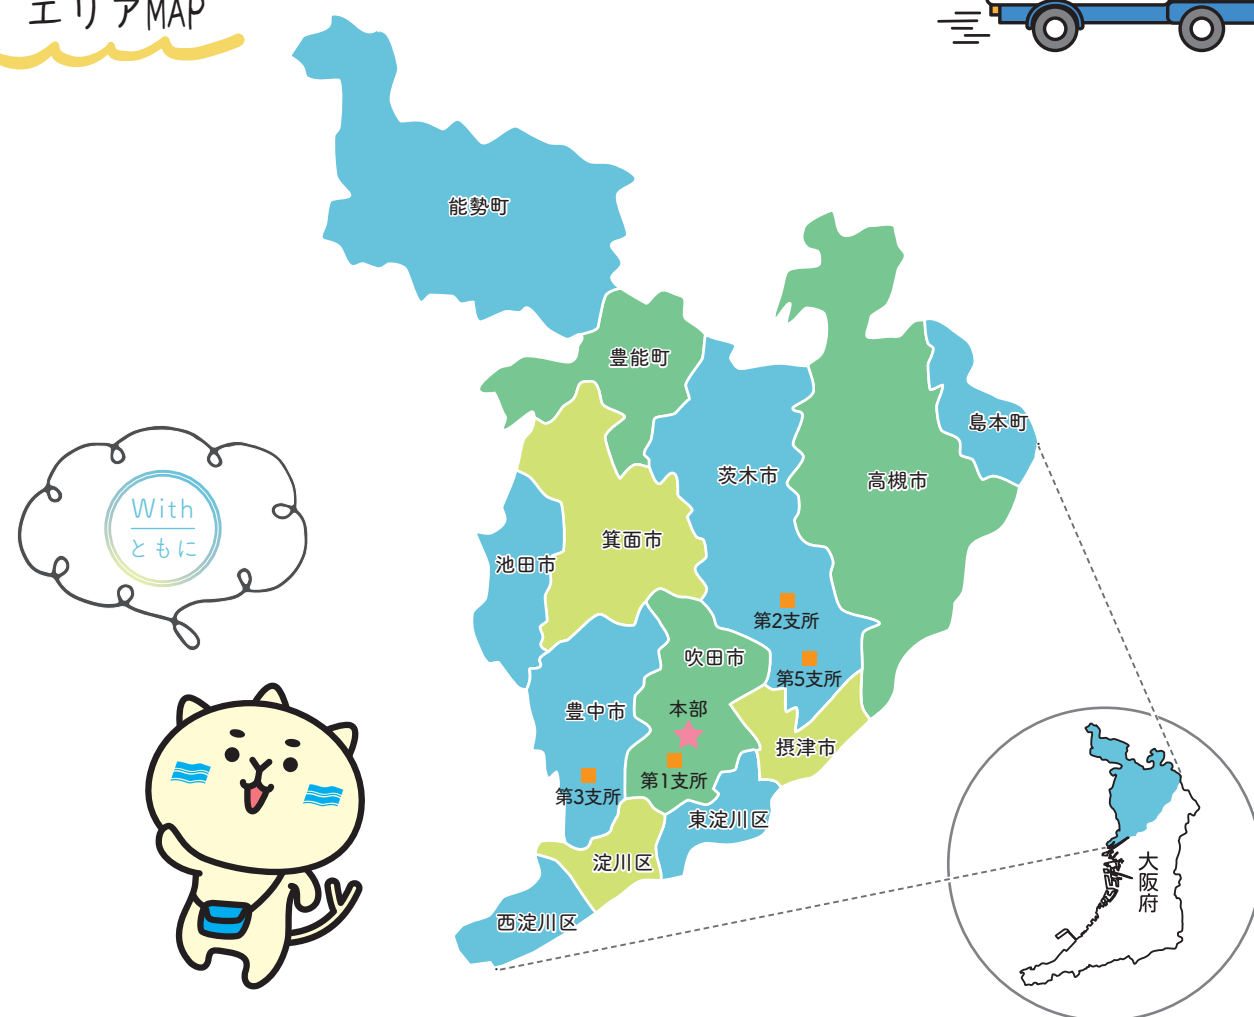 エリアMAP
能勢町
豊能町
島本町
茨木市
高槻市
箕面市
池田市
With
ともに
第2支所
吹田市
第5支所
本部
豊中市
摂津市
第1支所
第3支所
東淀川区
淀川区
西淀川区
大阪府